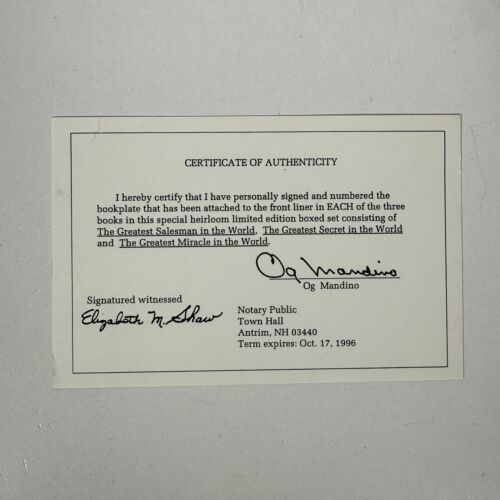 CERTIFICATE OF AUTHENTICITY
I hereby certify that I have personally signed and numbered the
bookplate that has been attached to the front liner in EACH of the three
books in this special heirloom limited edition boxed set consisting of
The Greatest Salesman in the World, The Greatest Secret in the World
and The Greatest Miracle in the World.
Og Mandino
Og Mandino
Signatured witnessed
Elizabeth M. Shaw
Notary Public
Town Hall
Antrim, NH 03440
Term expires: Oct. 17, 1996